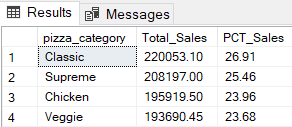 Results Messages
pizza_category Total_Sales PCT_Sales
1 Classic 220053.10 26.91
2 Supreme 208197.00 25.46
3 Chicken 195919.50 23.96
4 Veggie 193690.45 23.68